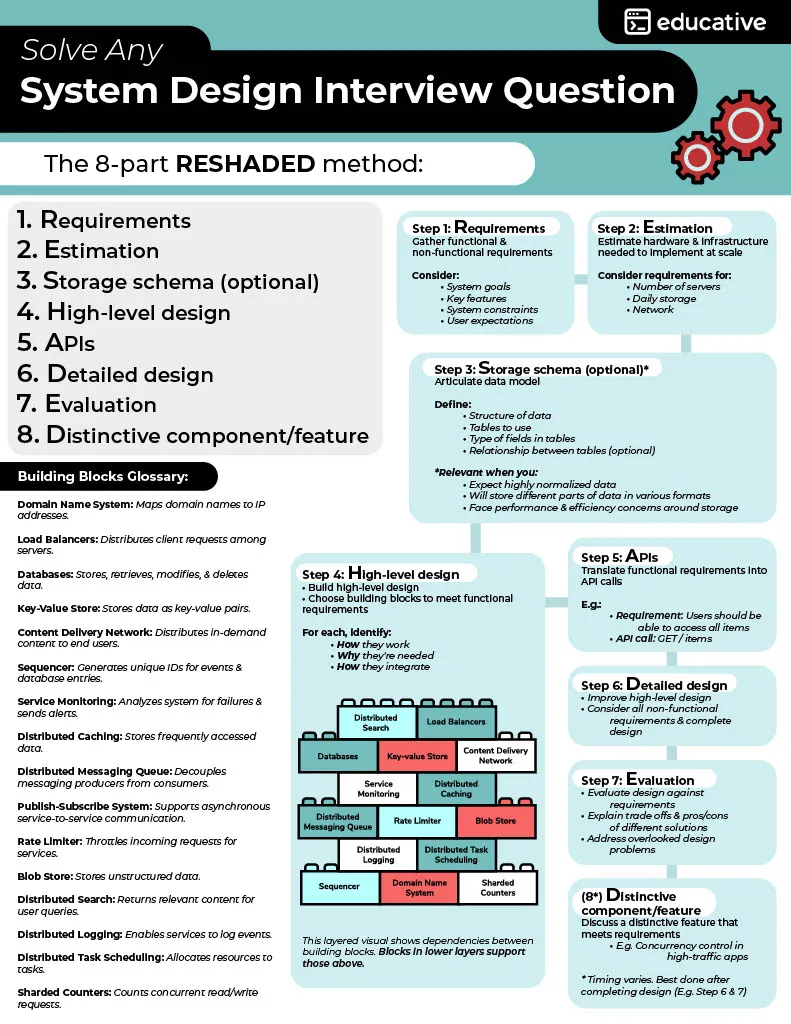 educative
Solve Any
System Design Interview Question
The 8-part RESHADED method:
1. Requirements
2. Estimation
3. Storage schema (optional)
4. High-level design
5. APIs
6. Detailed design
7. Evaluation
8. Distinctive component/feature
Building Blocks Glossary:
Domain Name System: Maps domain names to IP
addresses.
Load Balancers: Distributes client requests among
servers.
Databases: Stores, retrieves, modifies, & deletes
data.
Key-Value Store: Stores data as key-value pairs.
Content Delivery Network: Distributes in-demand
content to end users.
Sequencer: Generates unique IDs for events &
database entries.
Service Monitoring: Analyzes system for failures &
sends alerts.
Distributed Caching: Stores frequently accessed
data.
Distributed Messaging Queue: Decouples
messaging producers from consumers.
Publish-Subscribe System: Supports asynchronous
service-to-service communication.
Rate Limiter: Throttles incoming requests for
services.
Blob Store: Stores unstructured data.
Distributed Search: Returns relevant content for
user queries.
Distributed Logging: Enables services to log events.
Distributed Task Scheduling: Allocates resources to
tasks.
Sharded Counters: Counts concurrent read/write
requests.
Step 1: Requirements
Gather functional &
non-functional requirements
Consider:
• System goals
• Key features
• System constraints
• User expectations
Step 2: Estimation
Estimate hardware & infrastructure
needed to implement at scale
Consider requirements for:
• Number of servers
• Daily storage
• Network
Step 3: Storage schema (optional)*
Articulate data model
Define:
• Structure of data
• Tables to use
• Type of fields in tables
• Relationship between tables (optional)
*Relevant when you:
• Expect highly normalized data
• Will store different parts of data in various formats
• Face performance & efficiency concerns around storage
Step 4: High-level design
• Build high-level design
• Choose building blocks to meet functional
requirements
For each, identify:
• How they work
• Why they're needed
• How they integrate
Distributed
Search
Load Balancers
Databases
Key-value Store
Content Delivery
Network
Service
Monitoring
Distributed
Caching
Distributed
Messaging Queue
Rate Limiter
Blob Store
Distributed
Logging
Distributed Task
Scheduling
Sequencer
Domain Name
System
Sharded
Counters
This layered visual shows dependencies between
building blocks. Blocks in lower layers support
those above.
Step 5: APIs
Translate functional requirements into
API calls
E.g.:
• Requirement: Users should be
able to access all items
• API call: GET / items
Step 6: Detailed design
• Improve high-level design
• Consider all non-functional
requirements & complete
design
Step 7: Evaluation
• Evaluate design against
requirements
• Explain trade offs & pros/cons
of different solutions
• Address overlooked design
problems
(8*) Distinctive
component/feature
Discuss a distinctive feature that
meets requirements
• E.g. Concurrency control in
high-traffic apps
* Timing varies. Best done after
completing design (E.g. Step 6 & 7)